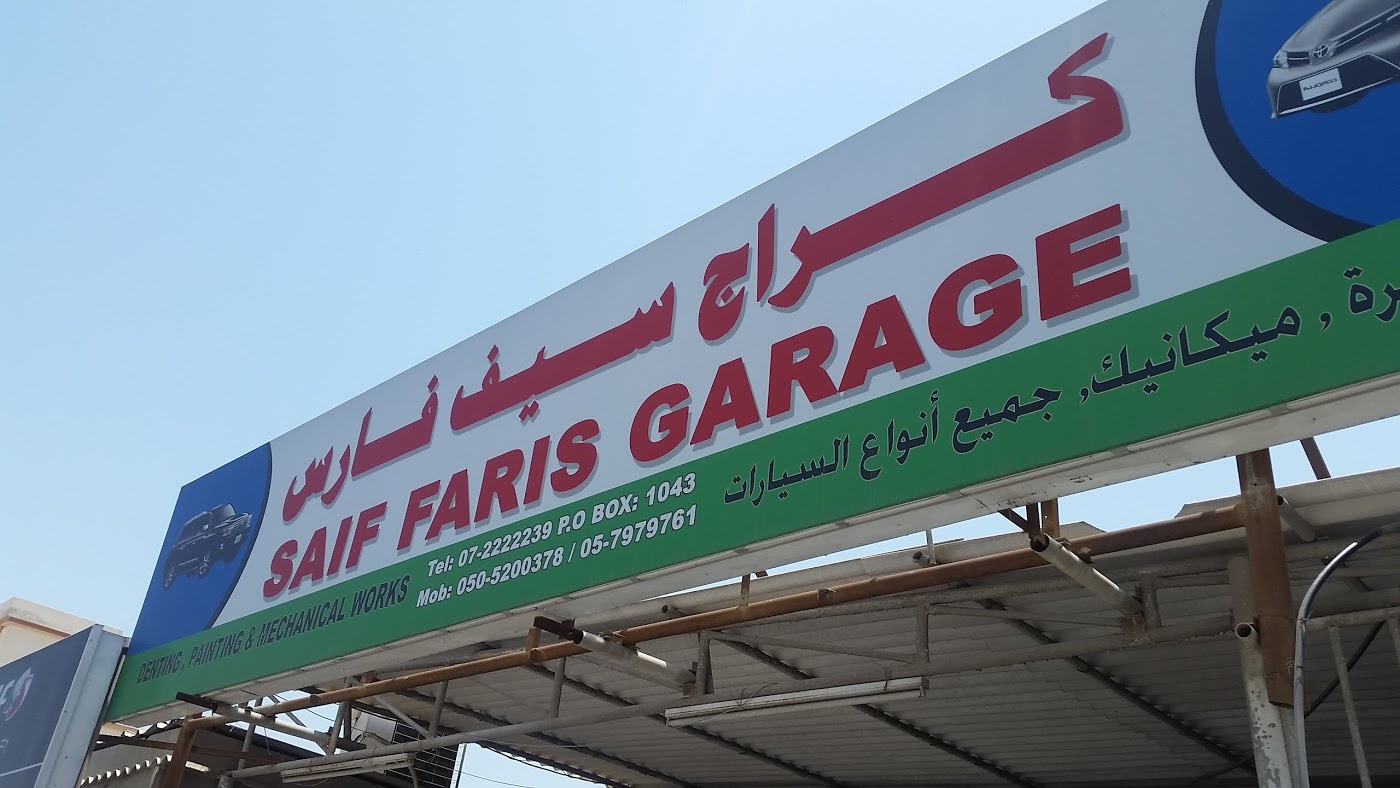 كراج سيف فارس
SAIF FARIS GARAGE
DENTING, PAINTING & MECHANICAL WORKS
Tel: 07-2222239 P.O BOX: 1043
Mob: 050-5200378 / 05-7979761
, ميكانيك, جميع أنواع السيارات
COROLLA